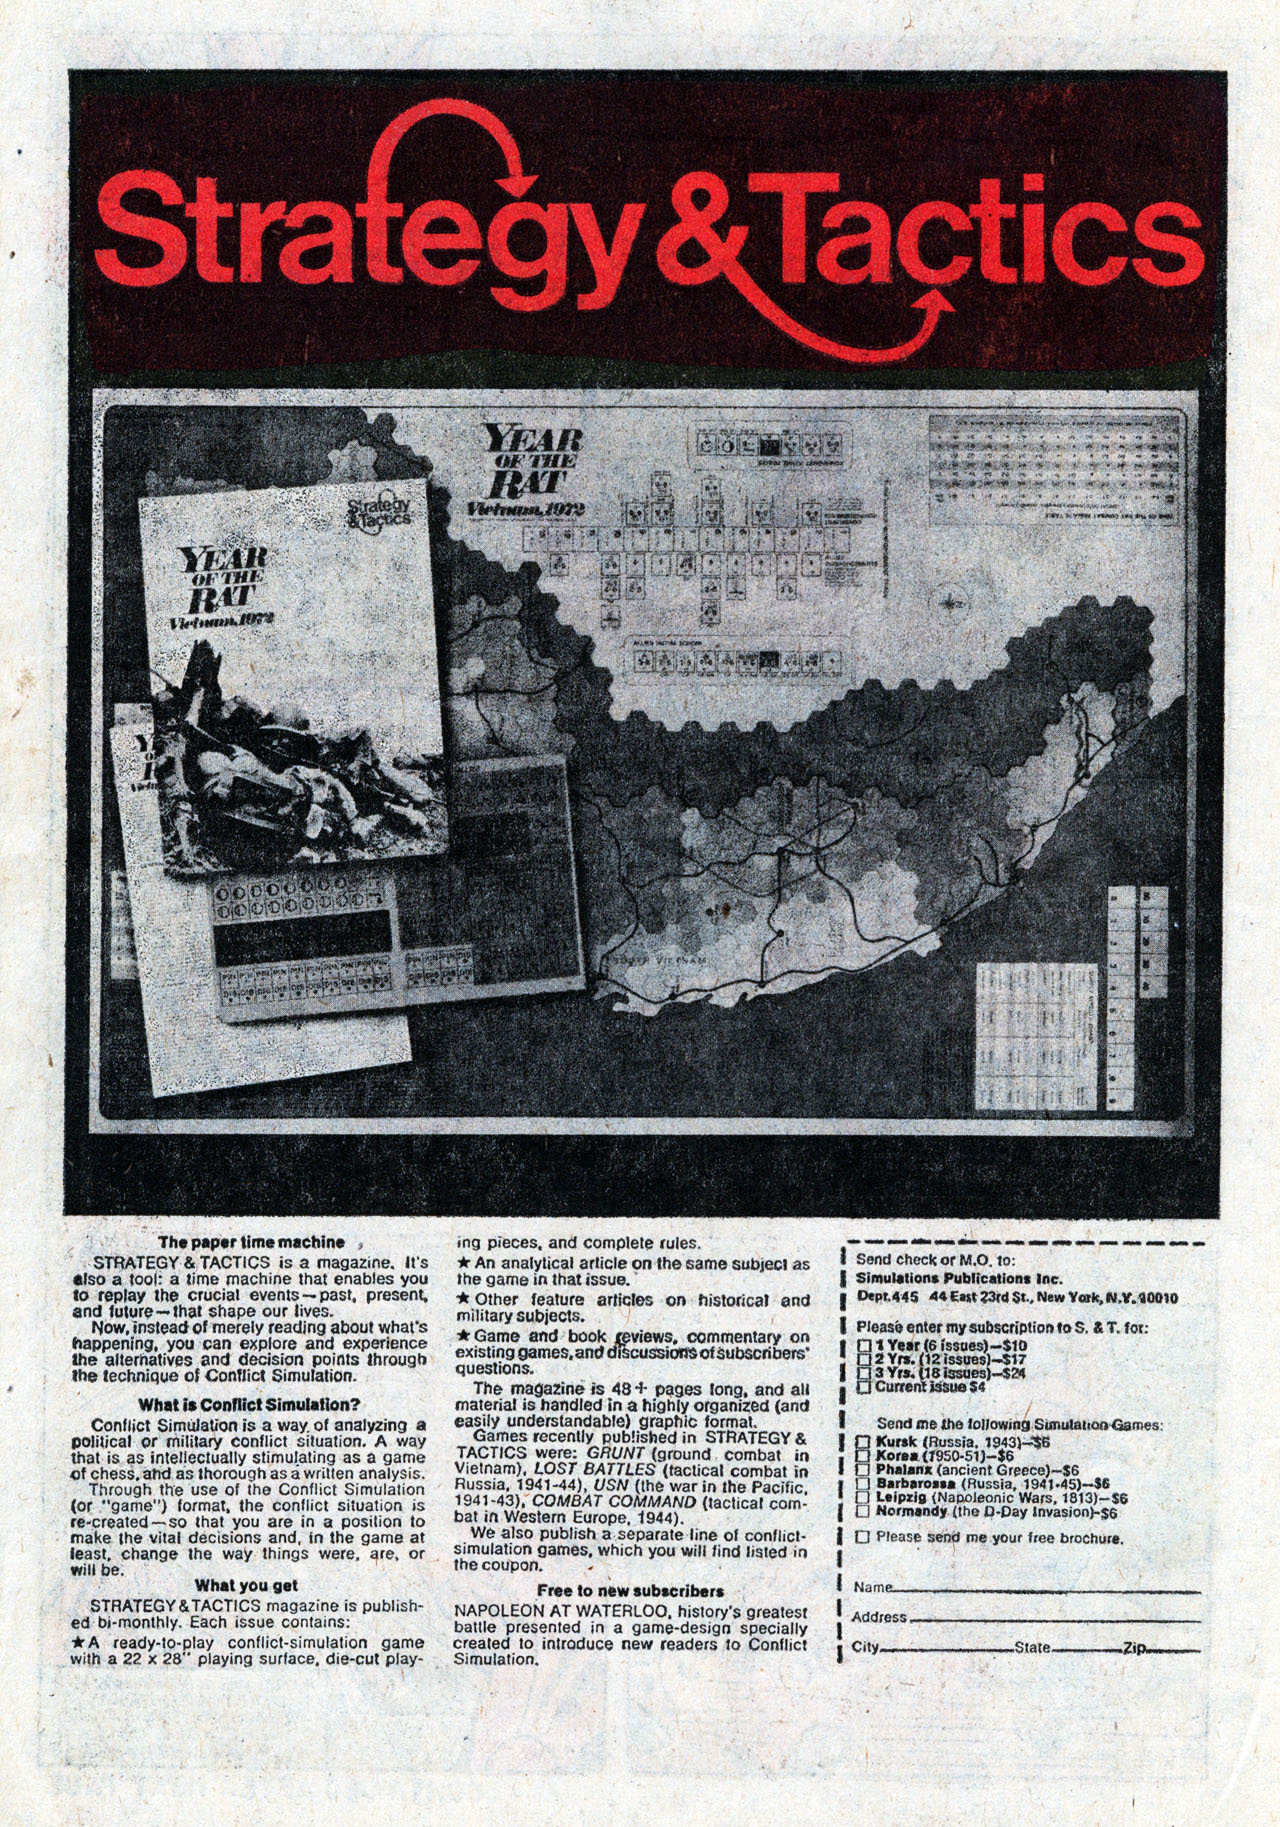 Strategy & Tactics
YEAR
OF THE
RAT
Vietnam, 1972
Strategy
& Tactics
YEAR
OF THE
RAT
Vietnam, 1972
SOUTH VIETNAM
The paper time machine
STRATEGY & TACTICS is a magazine. It's
also a tool: a time machine that enables you
to replay the crucial events—past, present,
and future—that shape our lives.
Now, instead of merely reading about what's
happening, you can explore and experience
the alternatives and decision points through
the technique of Conflict Simulation.
What is Conflict Simulation?
Conflict Simulation is a way of analyzing a
political or military conflict situation. A way
that is as intellectually stimulating as a game
of chess, and as thorough as a written analysis.
Through the use of the Conflict Simulation
(or "game") format, the conflict situation is
re-created—so that you are in a position to
make the vital decisions and, in the game at
least, change the way things were, are, or
will be.
What you get
STRATEGY & TACTICS magazine is publish-
ed bi-monthly. Each issue contains:
★ A ready-to-play conflict-simulation game
with a 22 x 28" playing surface, die-cut play-
ing pieces, and complete rules.
★ An analytical article on the same subject as
the game in that issue.
★ Other feature articles on historical and
military subjects.
★ Game and book reviews, commentary on
existing games, and discussions of subscribers'
questions.
The magazine is 48+ pages long, and all
material is handled in a highly organized (and
easily understandable) graphic format.
Games recently published in STRATEGY &
TACTICS were: GRUNT (ground combat in
Vietnam), LOST BATTLES (tactical combat in
Russia, 1941-44), USN (the war in the Pacific,
1941-43), COMBAT COMMAND (tactical com-
bat in Western Europe, 1944).
We also publish a separate line of conflict-
simulation games, which you will find listed in
the coupon.
Free to new subscribers
NAPOLEON AT WATERLOO, history's greatest
battle presented in a game-design specially
created to introduce new readers to Conflict
Simulation.
Send check or M.O. to:
Simulations Publications Inc.
Dept.445 44 East 23rd St., New York, N.Y. 10010
Please enter my subscription to S. & T. for:
1 Year (6 issues)—$10
2 Yrs. (12 issues)—$17
3 Yrs. (18 issues)—$24
Current issue $4
Send me the following Simulation Games:
Kursk (Russia, 1943)—$6
Korea (1950-51)—$6
Phalanx (ancient Greece)—$6
Barbarossa (Russia, 1941-45)—$6
Leipzig (Napoleonic Wars, 1813)—$6
Normandy (the D-Day Invasion)-$6
Please send me your free brochure.
Name
Address
City State Zip